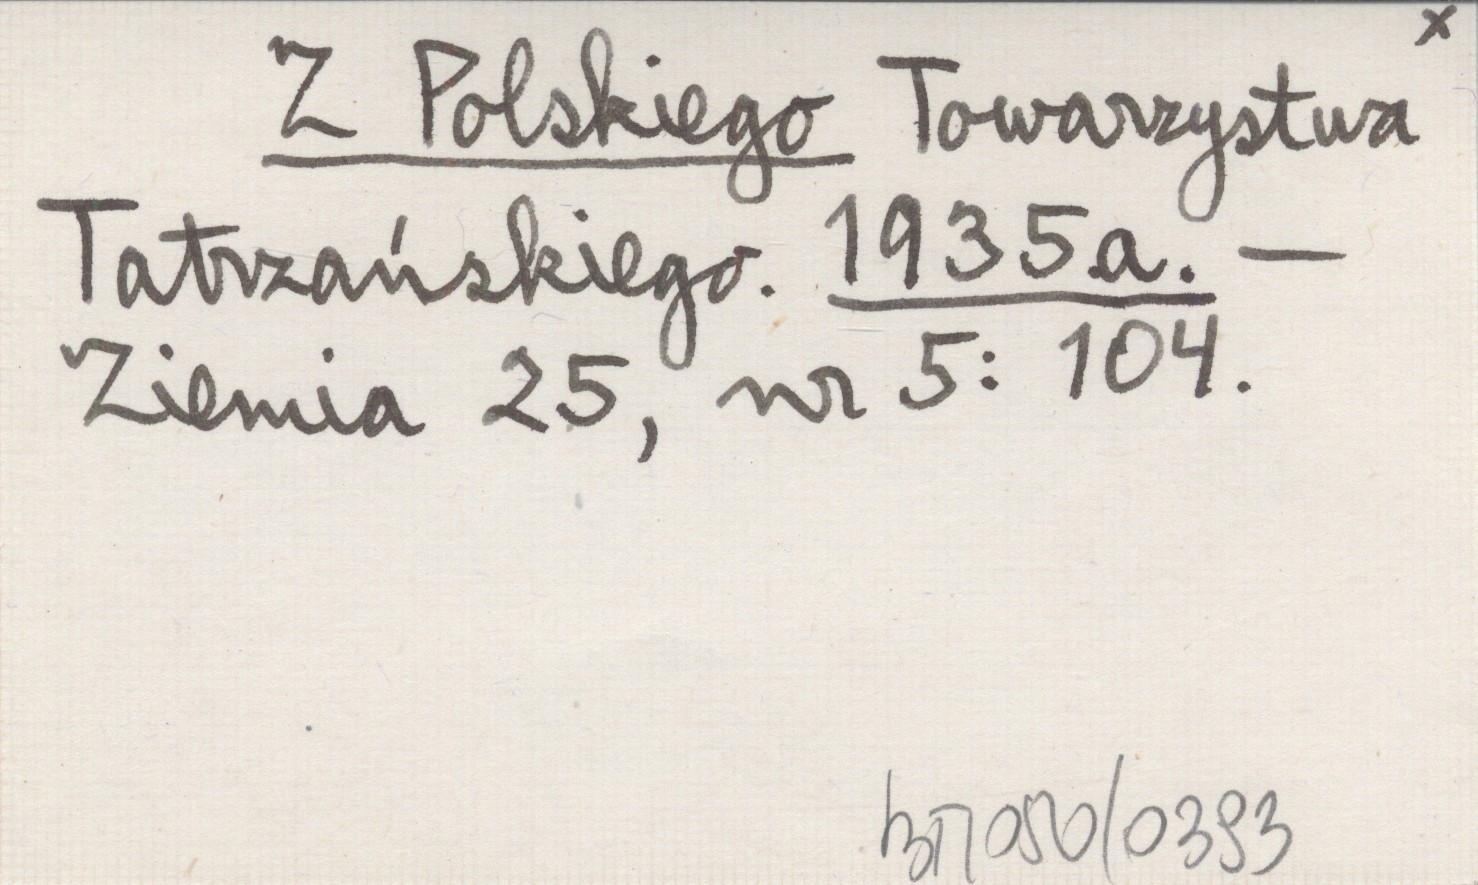 x
Z Polskiego Towarzystwa
Tatrzańskiego. 1935a. —
Ziemia 25, nr 5: 104.